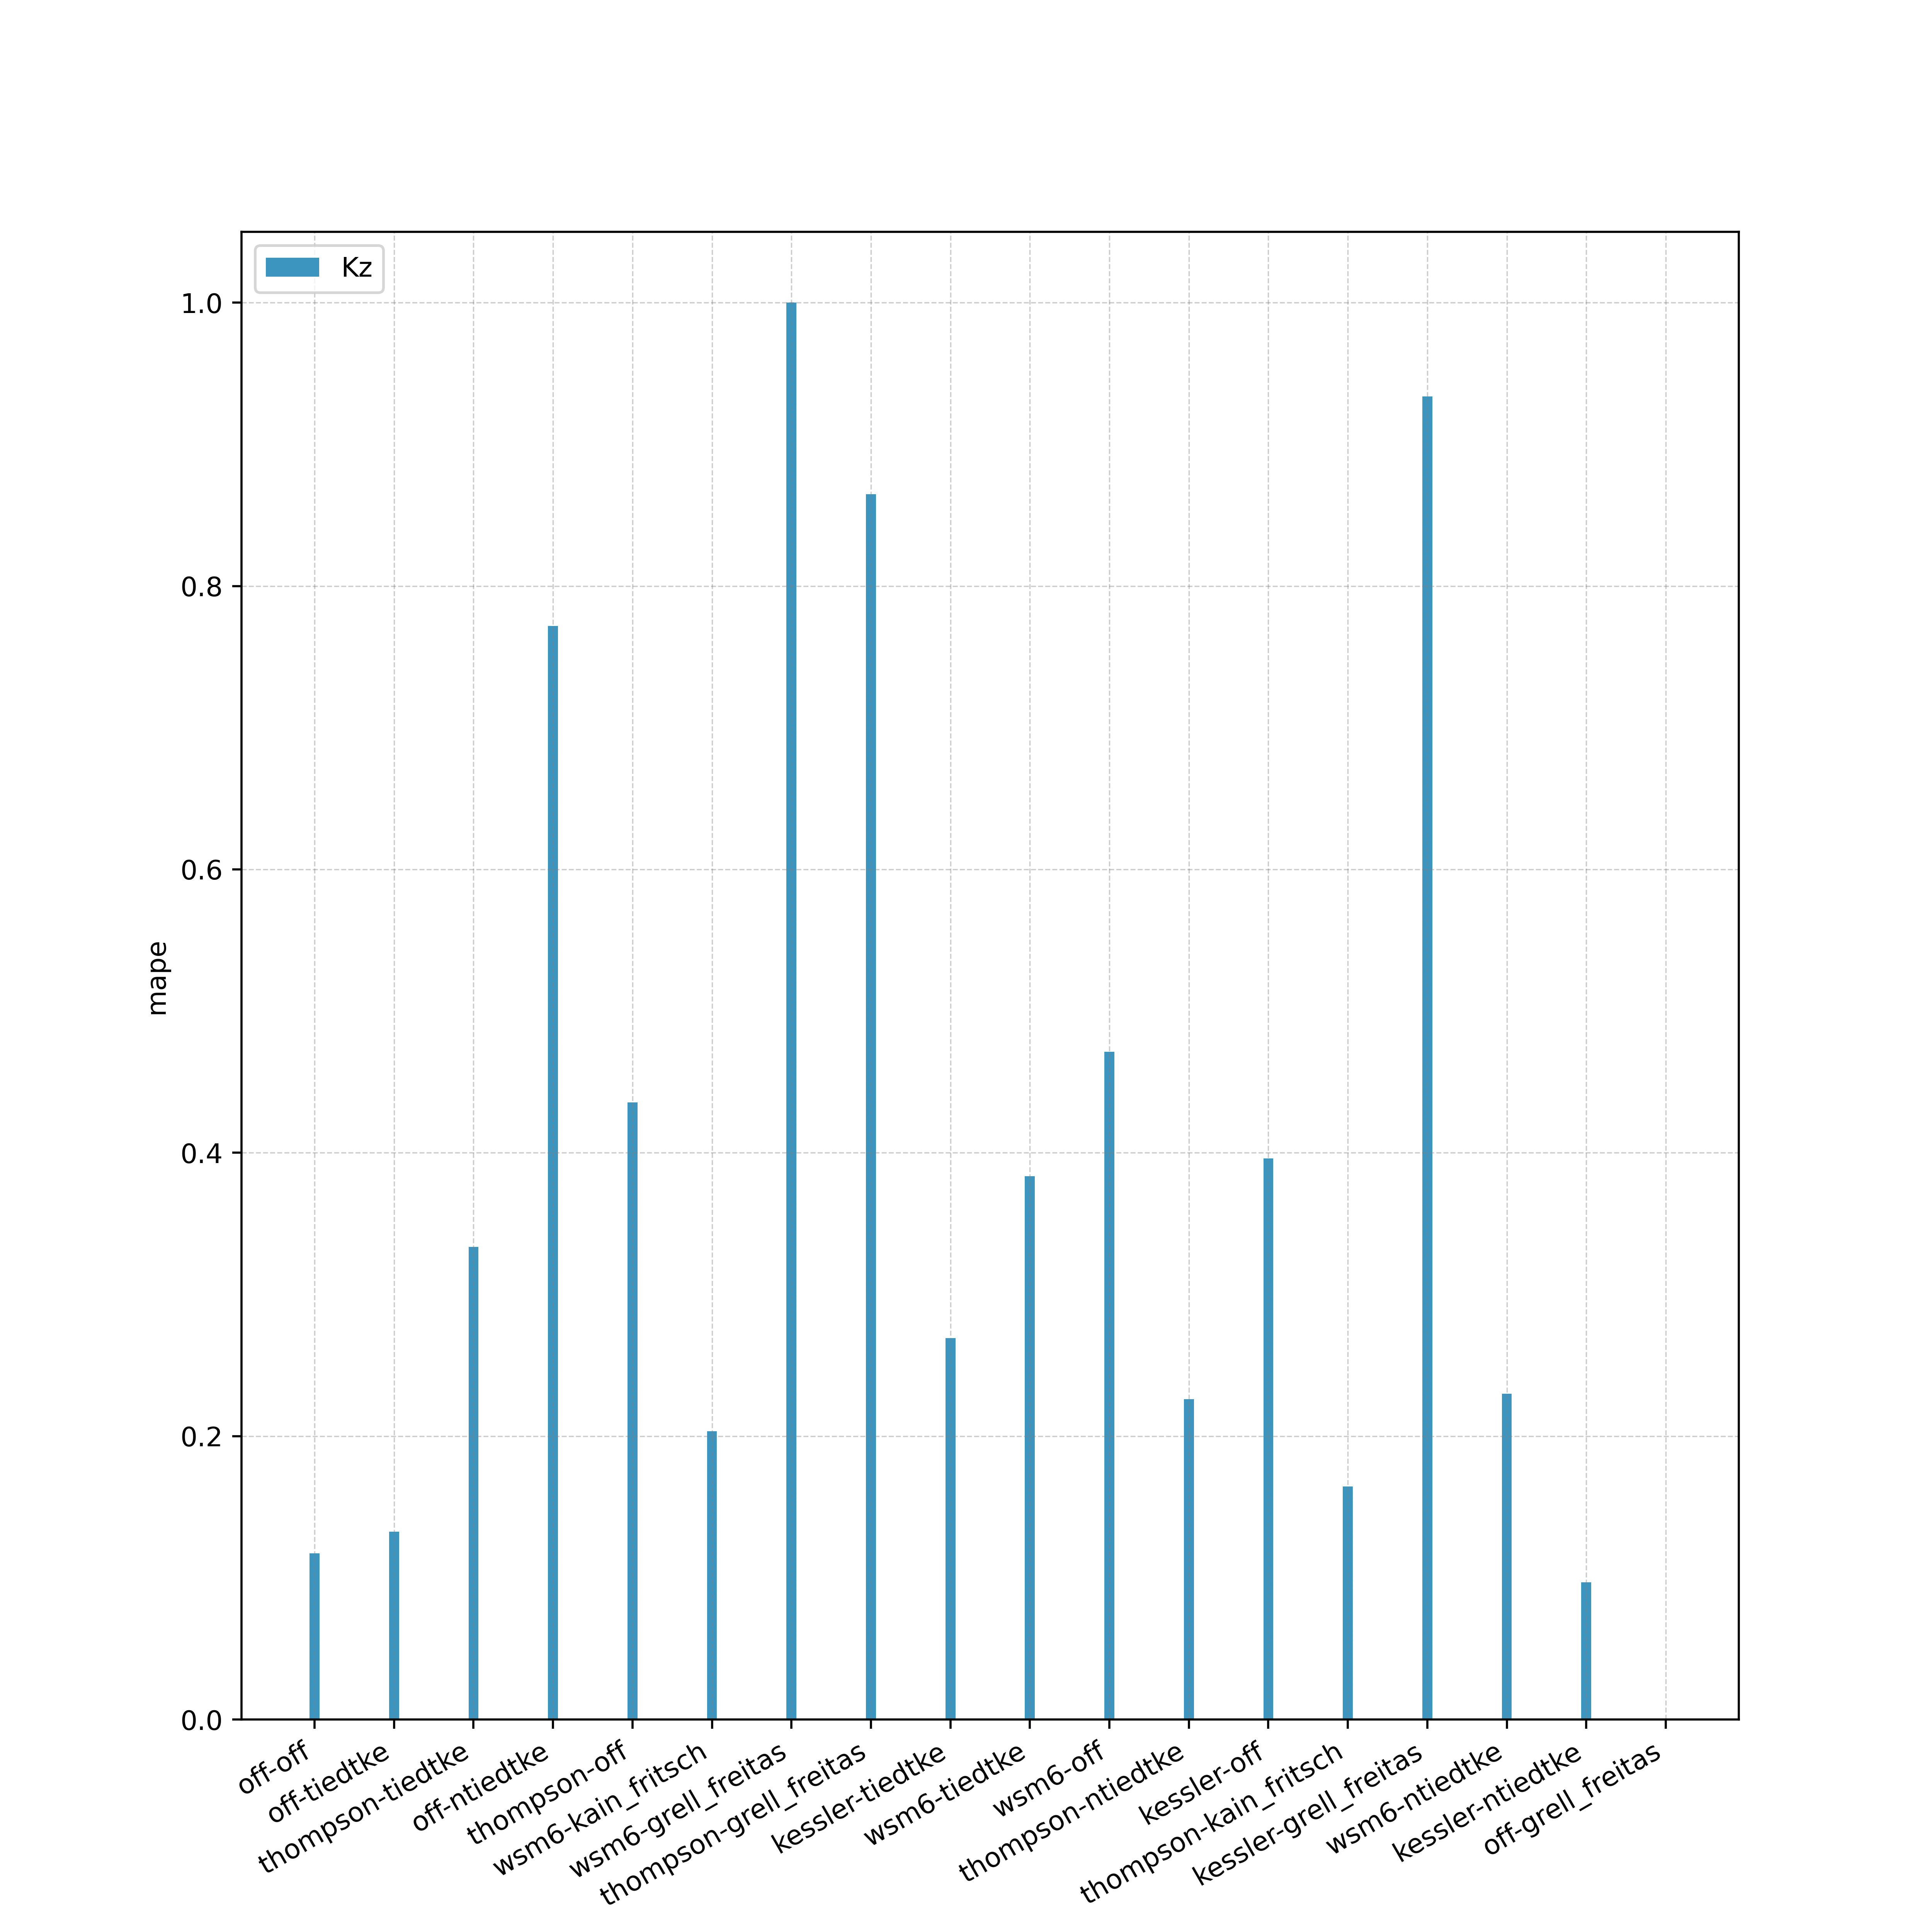 Kz
1.0
0.8
0.6
0.4
0.2
0.0
mape
off-off
off-tiedtke
thompson-tiedtke
off-ntiedtke
thompson-off
wsm6-kain_fritsch
wsm6-grell_freitas
thompson-grell_freitas
kessler-tiedtke
wsm6-tiedtke
wsm6-off
thompson-ntiedtke
kessler-off
thompson-kain_fritsch
kessler-grell_freitas
wsm6-ntiedtke
kessler-ntiedtke
off-grell_freitas